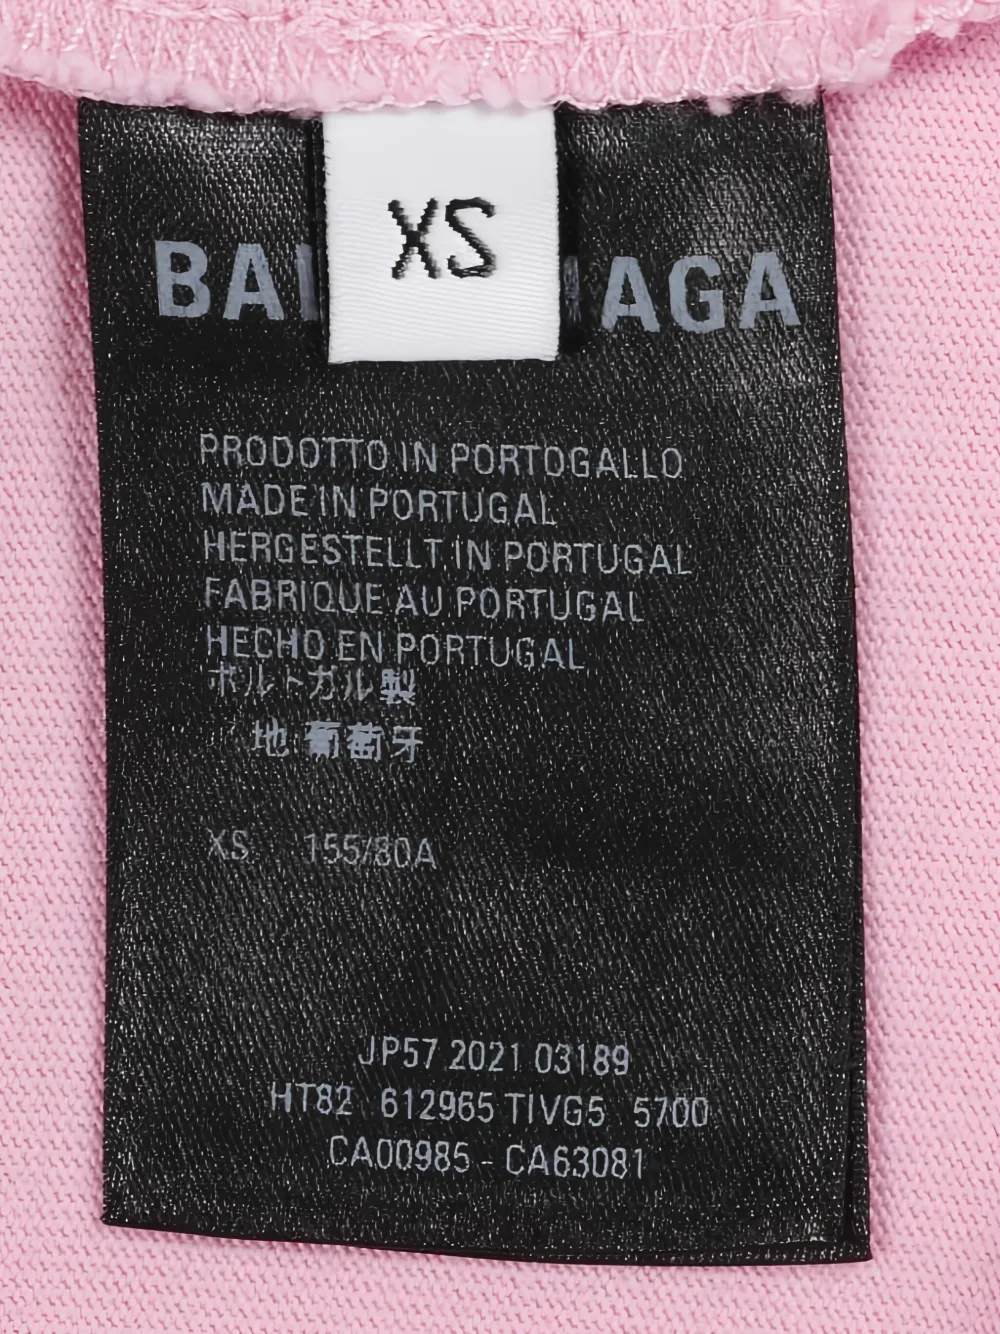 XS
BAL AGA
PRODOTTO IN PORTOGALLO
MADE IN PORTUGAL
HERGESTELLT IN PORTUGAL
FABRIQUE AU PORTUGAL
HECHO EN PORTUGAL
ポルトガル製
地 葡萄牙
XS 155/80A
JP57 2021 03189
HT82 612965 TIVG5 5700
CA00985 - CA63081